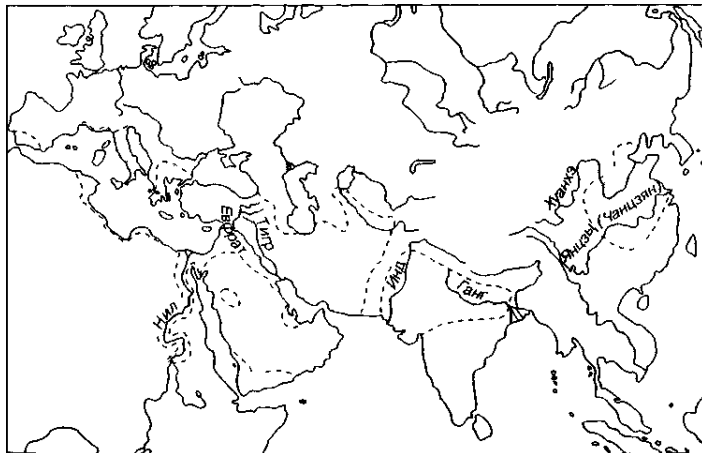 Хуанхэ
Янцзы (Чанцзян)
Евфрат
Тигр
Инд
Ганг
Нил